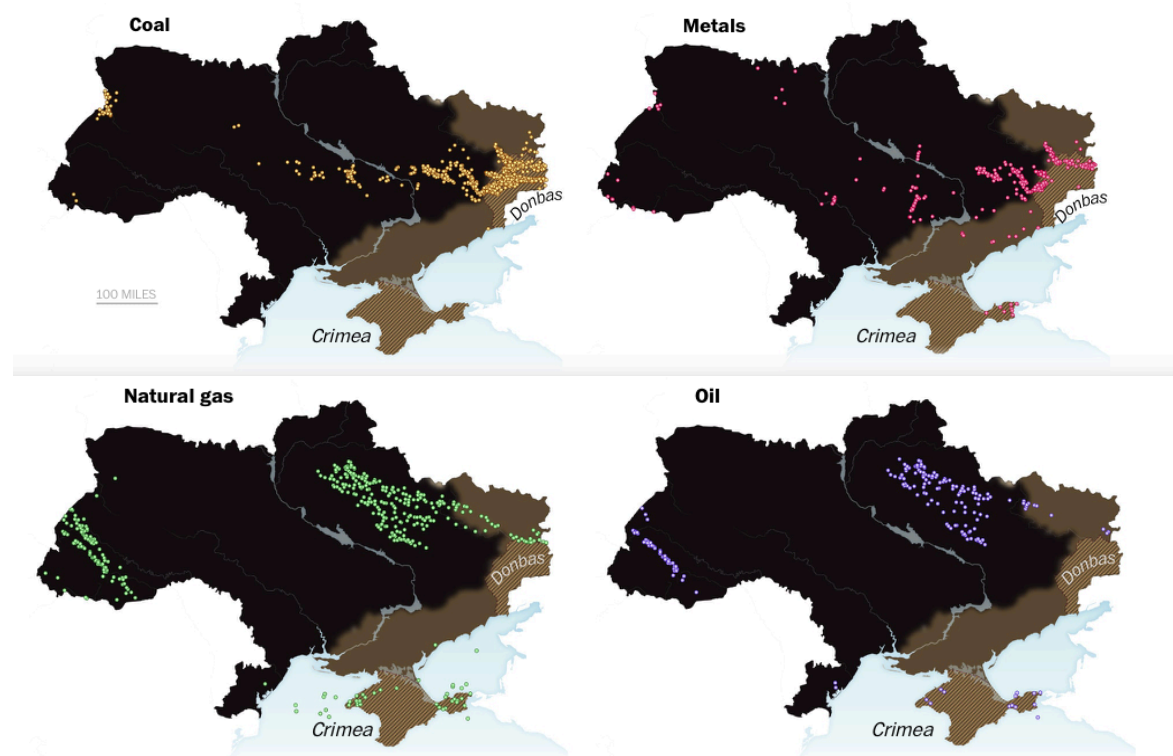 Coal
Metals
Donbas
Donbas
100 MILES
Crimea
Crimea
Natural gas
Oil
Donbas
Donbas
Crimea
Crimea